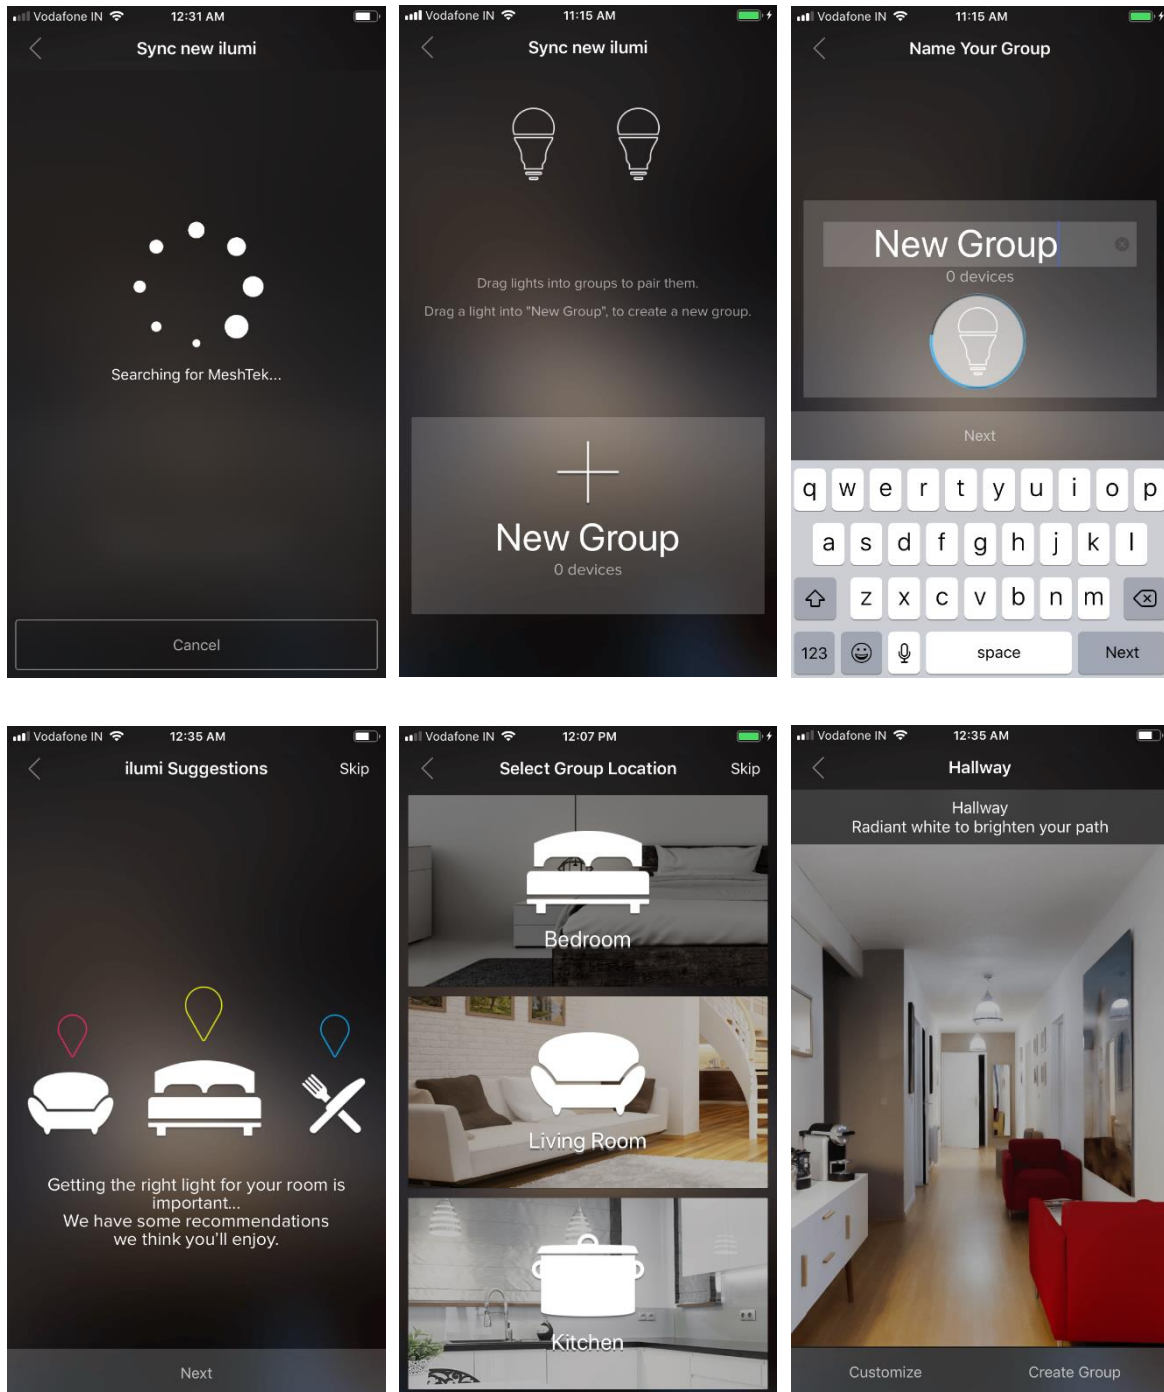 Vodafone IN
12:31 AM
Sync new ilumi
Searching for MeshTek...
Cancel
Vodafone IN
11:15 AM
Sync new ilumi
Drag lights into groups to pair them.
Drag a light into "New Group", to create a new group.
New Group
0 devices
Vodafone IN
11:15 AM
Name Your Group
New Group
0 devices
Next
q w e r t y u i o p
a s d f g h j k l
z x c v b n m
123
space
Next
Vodafone IN
12:35 AM
ilumi Suggestions
Skip
Getting the right light for your room is
important...
We have some recommendations
we think you'll enjoy.
Next
Vodafone IN
12:07 PM
Select Group Location
Skip
Bedroom
Living Room
Kitchen
Vodafone IN
12:35 AM
Hallway
Hallway
Radiant white to brighten your path
Customize
Create Group